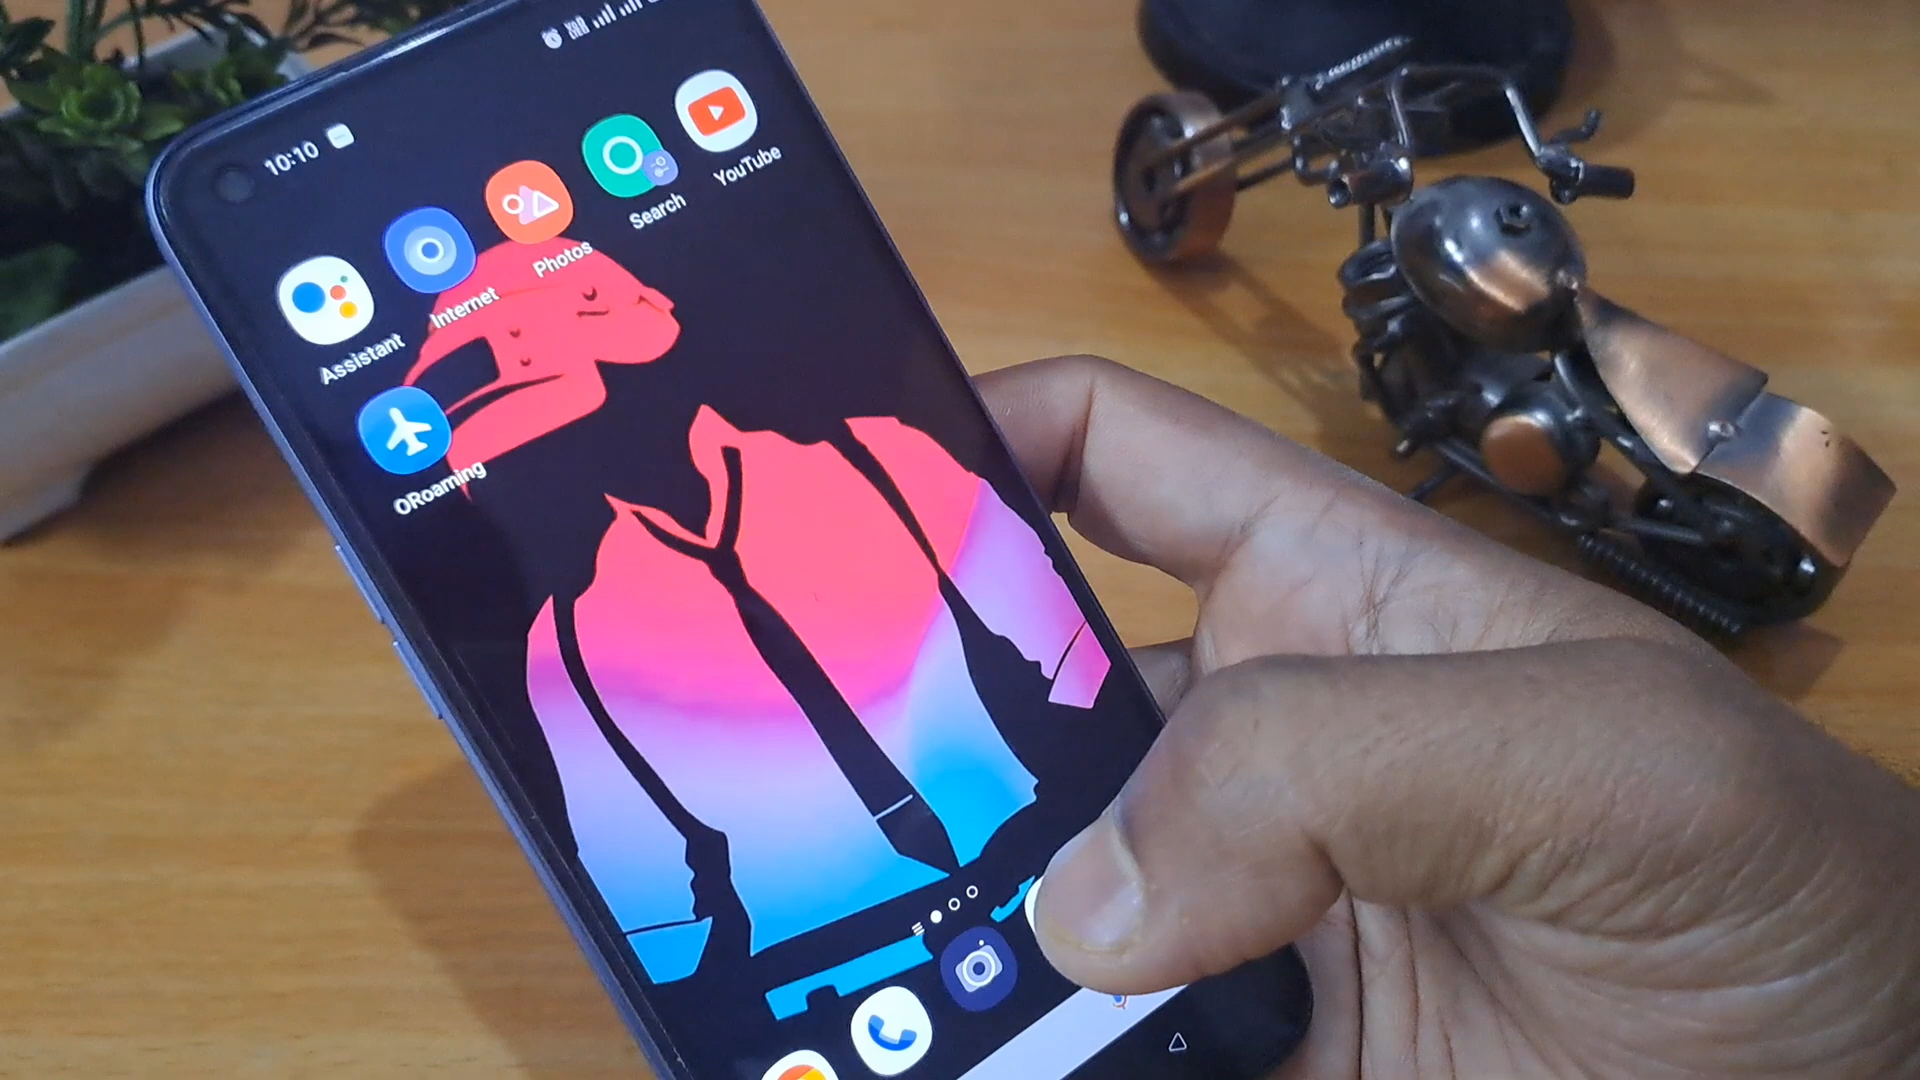 10:10
Assistant
Internet
Photos
Search
YouTube
ORoaming